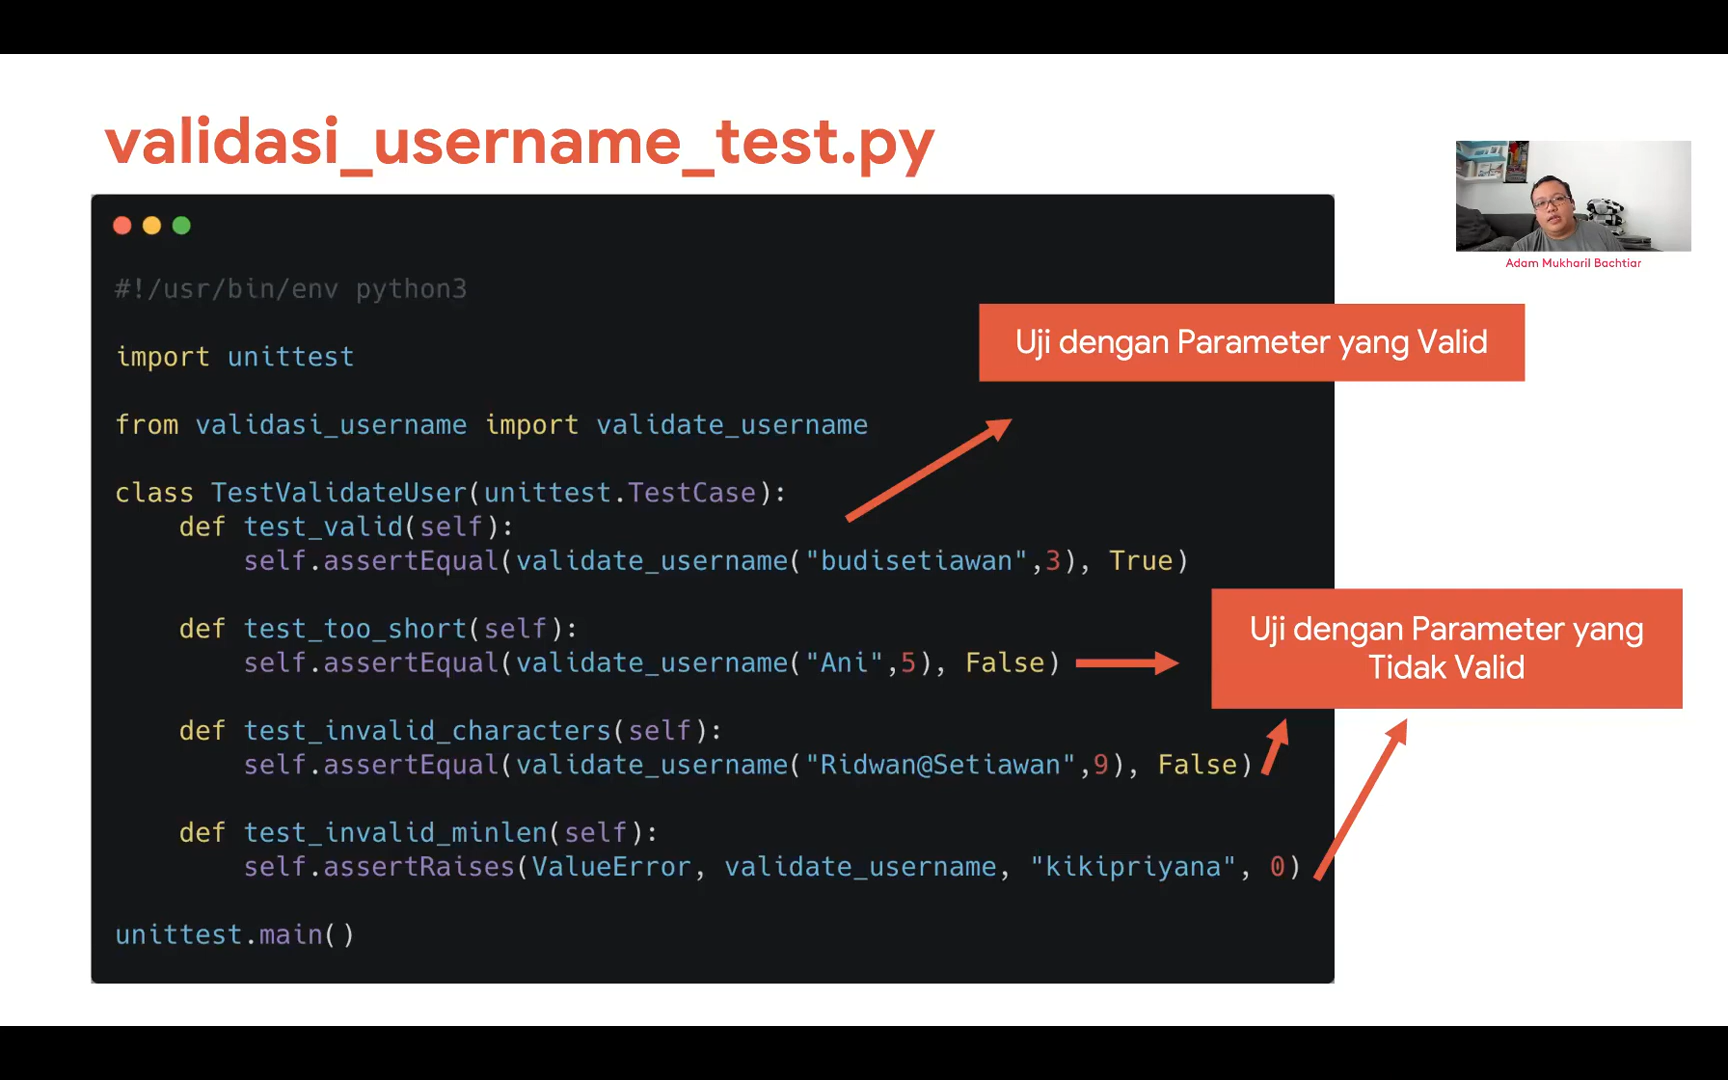 validasi_username_test.py
Adam Mukharil Bachtiar
#!/usr/bin/env python3
Uji dengan Parameter yang Valid
import unittest
from validasi_username import validate_username
class TestValidateUser(unittest.TestCase):
def test_valid(self):
self.assertEqual(validate_username("budisetiawan",3), True)
def test_too_short(self):
self.assertEqual(validate_username("Ani",5), False)
Uji dengan Parameter yang
Tidak Valid
def test_invalid_characters(self):
self.assertEqual(validate_username("Ridwan@Setiawan",9), False)
def test_invalid_minlen(self):
self.assertRaises(ValueError, validate_username, "kikipriyana", 0)
unittest.main()